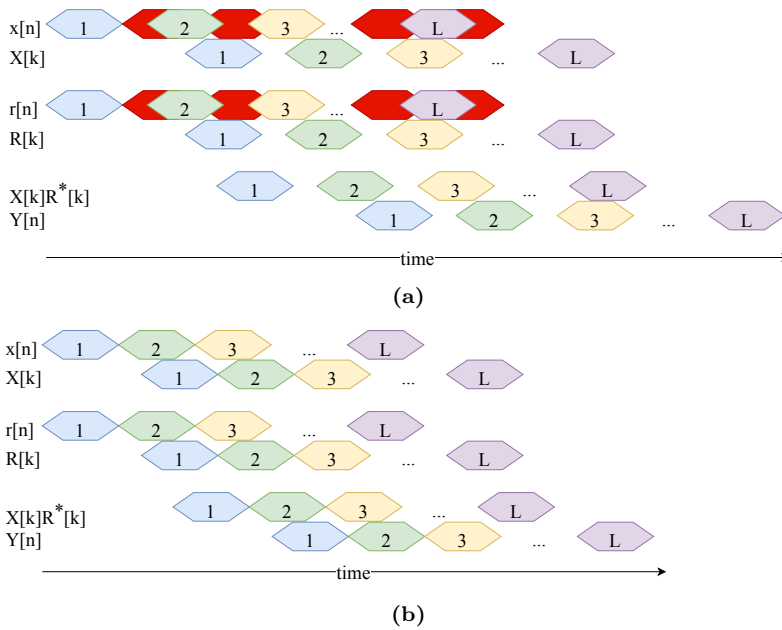 x[n] 1 2 3 ... L
X[k] 1 2 3 ... L
r[n] 1 2 3 ... L
R[k] 1 2 3 ... L
X[k]R*[k] 1 2 3 ... L
Y[n] 1 2 3 ... L
time
(a)
x[n] 1 2 3 ... L
X[k] 1 2 3 ... L
r[n] 1 2 3 ... L
R[k] 1 2 3 ... L
X[k]R*[k] 1 2 3 ... L
Y[n] 1 2 3 ... L
time
(b)